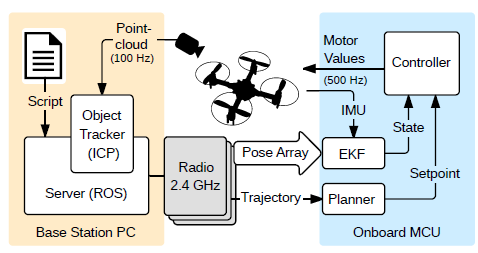 Point-
cloud
(100 Hz)
Motor
Values
(500 Hz)
Controller
Script
Object
Tracker
(ICP)
IMU
State
Server (ROS)
Radio
2.4 GHz
Pose Array
EKF
Setpoint
Trajectory
Planner
Base Station PC
Onboard MCU